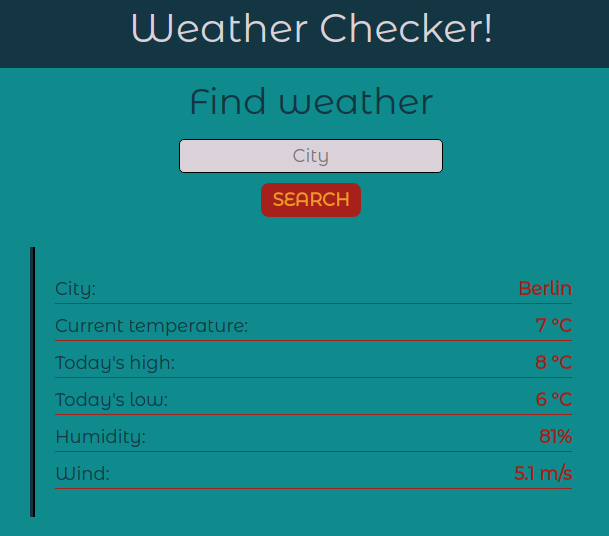 Weather Checker!
Find weather
City
SEARCH
City: Berlin
Current temperature: 7 °C
Today's high: 8 °C
Today's low: 6 °C
Humidity: 81%
Wind: 5.1 m/s